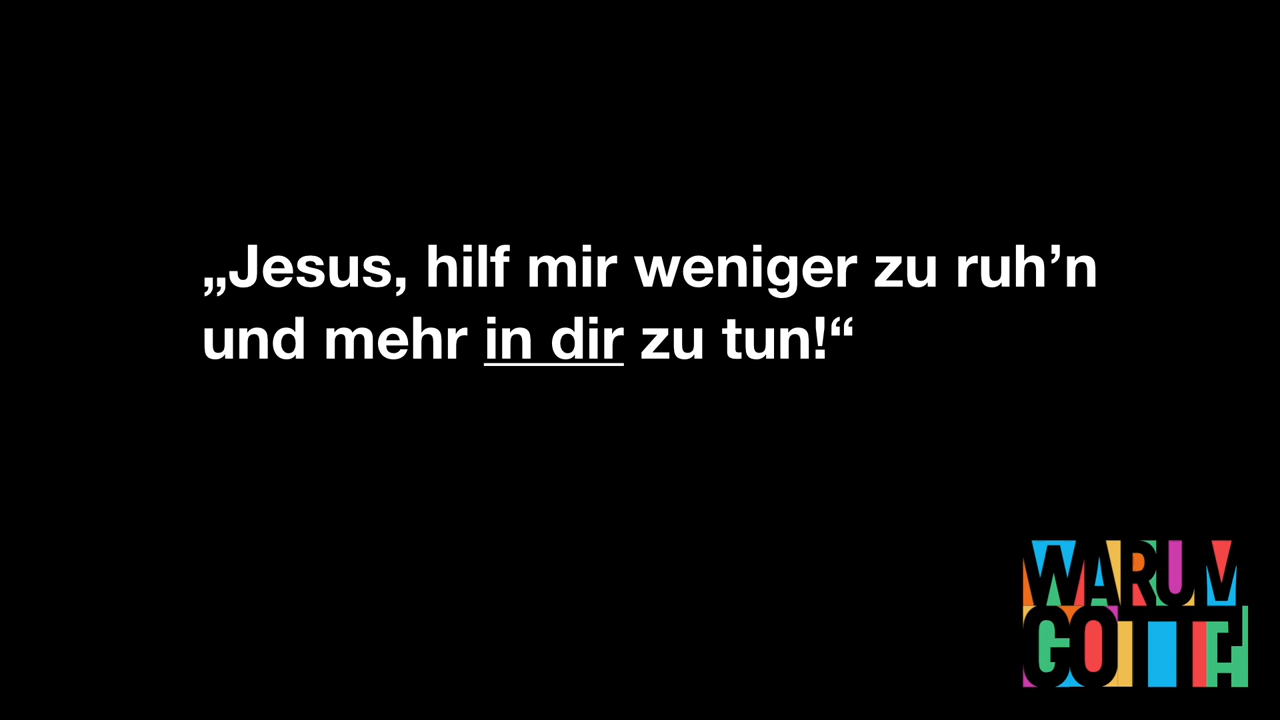 „Jesus, hilf mir weniger zu ruh’n
und mehr in dir zu tun!“
WARUM
GOTT?